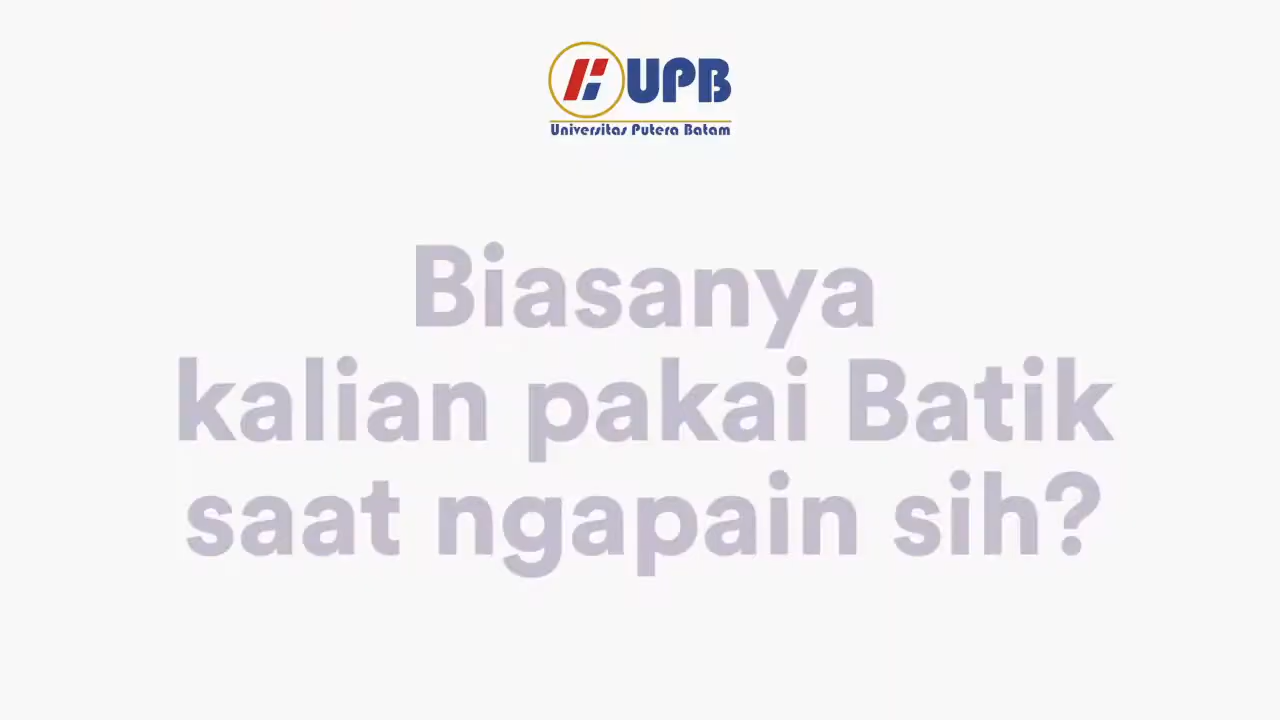 UPB
Universitas Putera Batam
Biasanya
kalian pakai Batik
saat ngapain sih?